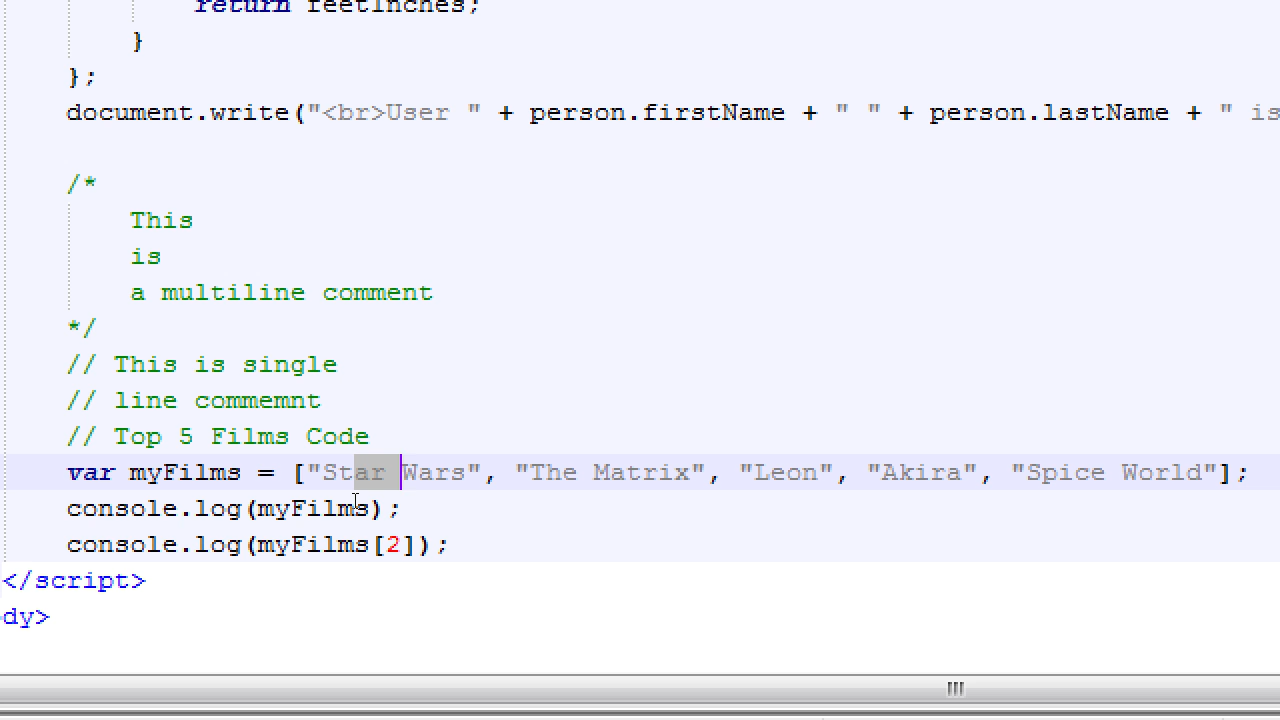 return feetInches;
}
};
document.write("<br>User " + person.firstName + " " + person.lastName + " is
/*
This
is
a multiline comment
*/
// This is single
// line commemnt
// Top 5 Films Code
var myFilms = ["Star Wars", "The Matrix", "Leon", "Akira", "Spice World"];
console.log(myFilms);
console.log(myFilms[2]);
</script>
dy>